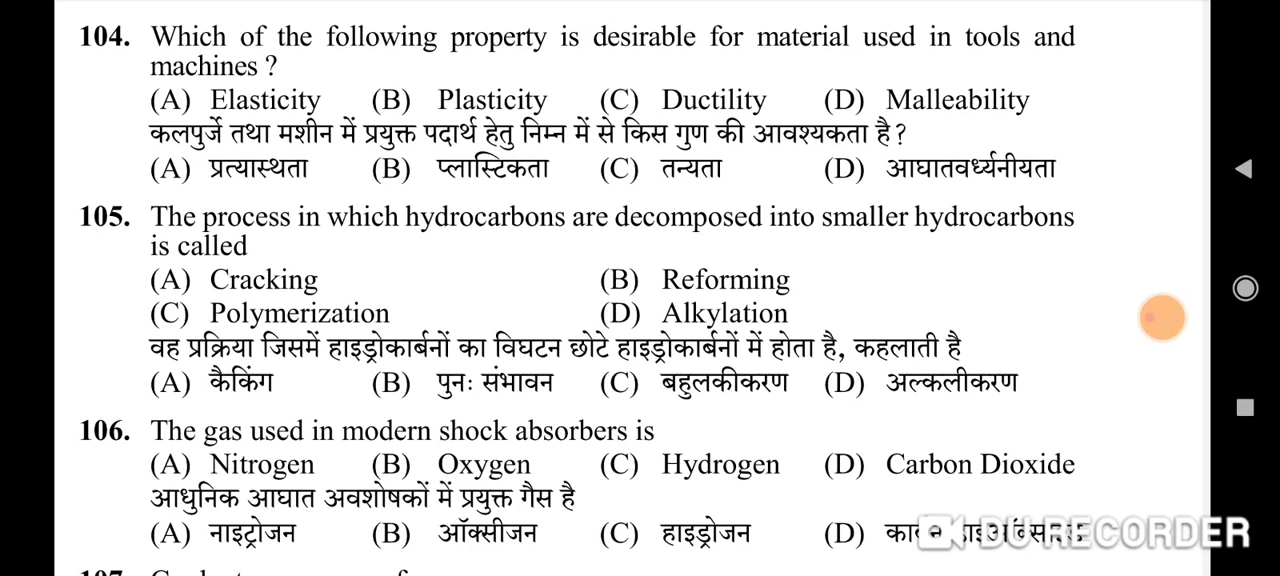 104. Which of the following property is desirable for material used in tools and
machines ?
(A) Elasticity (B) Plasticity (C) Ductility (D) Malleability
कलपुर्जे तथा मशीन में प्रयुक्त पदार्थ हेतु निम्न में से किस गुण की आवश्यकता है ?
(A) प्रत्यास्थता (B) प्लास्टिकता (C) तन्यता (D) आघातवर्ध्यनीयता
105. The process in which hydrocarbons are decomposed into smaller hydrocarbons
is called
(A) Cracking (B) Reforming
(C) Polymerization (D) Alkylation
वह प्रक्रिया जिसमें हाइड्रोकार्बनों का विघटन छोटे हाइड्रोकार्बनों में होता है, कहलाती है
(A) कैकिंग (B) पुनः संभावन (C) बहुलकीकरण (D) अल्कलीकरण
106. The gas used in modern shock absorbers is
(A) Nitrogen (B) Oxygen (C) Hydrogen (D) Carbon Dioxide
आधुनिक आघात अवशोषकों में प्रयुक्त गैस है
(A) नाइट्रोजन (B) ऑक्सीजन (C) हाइड्रोजन (D)
DU RECORDER
107.